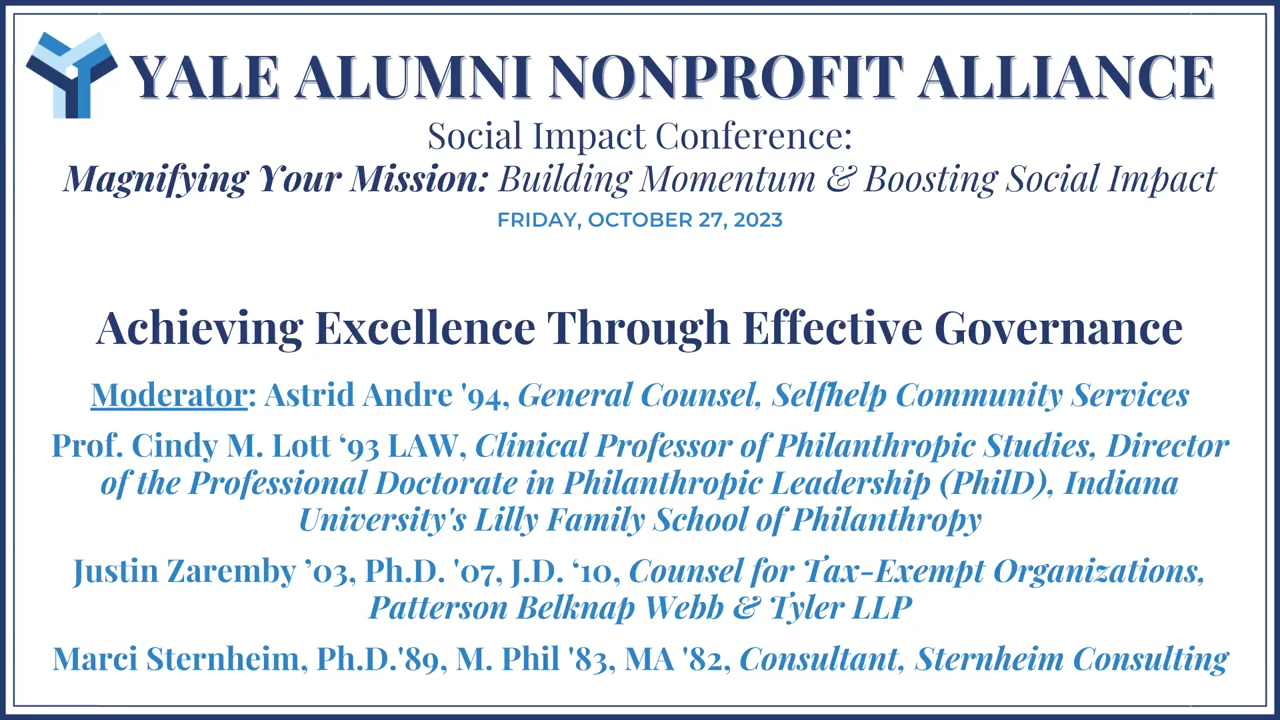 YALE ALUMNI NONPROFIT ALLIANCE
Social Impact Conference:
Magnifying Your Mission: Building Momentum & Boosting Social Impact
FRIDAY, OCTOBER 27, 2023
Achieving Excellence Through Effective Governance
Moderator: Astrid Andre '94, General Counsel, Selfhelp Community Services
Prof. Cindy M. Lott ‘93 LAW, Clinical Professor of Philanthropic Studies, Director
of the Professional Doctorate in Philanthropic Leadership (PhilD), Indiana
University's Lilly Family School of Philanthropy
Justin Zaremby ’03, Ph.D. '07, J.D. ‘10, Counsel for Tax-Exempt Organizations,
Patterson Belknap Webb & Tyler LLP
Marci Sternheim, Ph.D.'89, M. Phil '83, MA '82, Consultant, Sternheim Consulting